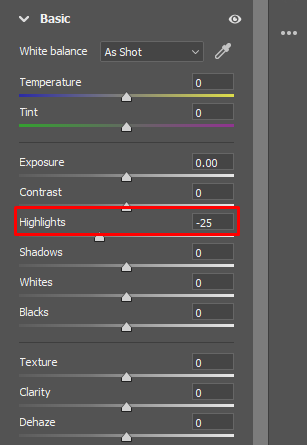 Basic
White balance As Shot
Temperature 0
Tint 0
Exposure 0.00
Contrast 0
Highlights -25
Shadows 0
Whites 0
Blacks 0
Texture 0
Clarity 0
Dehaze 0